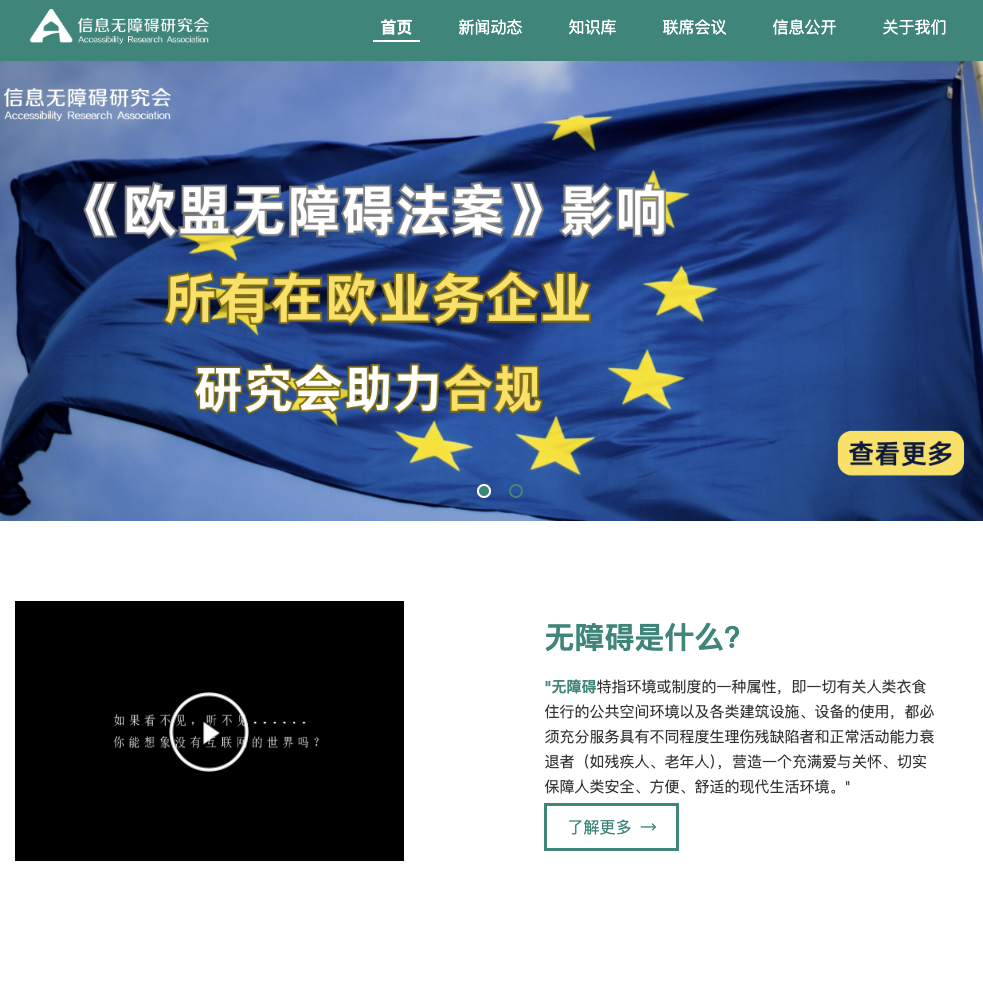 信息无障碍研究会
Accessibility Research Association
首页 新闻动态 知识库 联席会议 信息公开 关于我们
信息无障碍研究会
Accessibility Research Association
《欧盟无障碍法案》影响
所有在欧业务企业
研究会助力合规
查看更多
如果看不见，听不见......
你能想象没有互联网的世界吗？
无障碍是什么?
"无障碍特指环境或制度的一种属性，即一切有关人类衣食
住行的公共空间环境以及各类建筑设施、设备的使用，都必
须充分服务具有不同程度生理伤残缺陷者和正常活动能力衰
退者（如残疾人、老年人），营造一个充满爱与关怀、切实
保障人类安全、方便、舒适的现代生活环境。"
了解更多 →